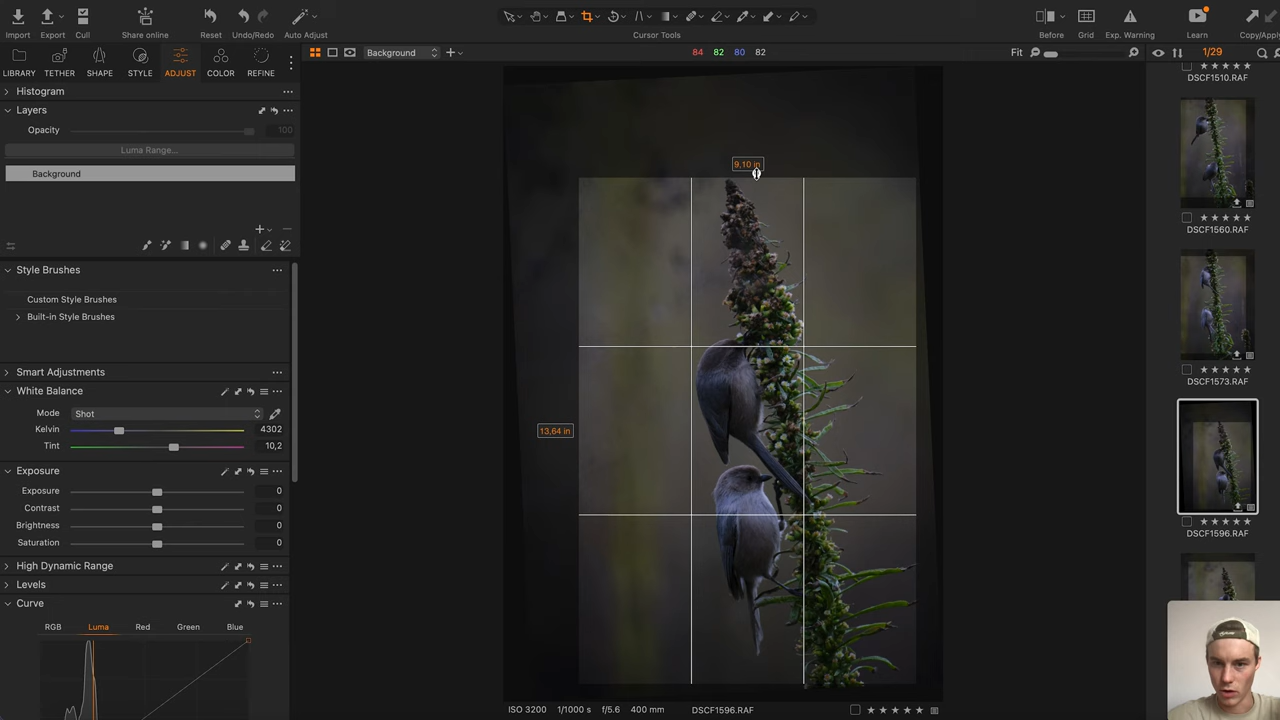 Import Export Cull Share online Reset Undo/Redo Auto Adjust Cursor Tools Before Grid Exp. Warning Learn Copy/Apply
LIBRARY TETHER SHAPE STYLE ADJUST COLOR REFINE
Background
84 82 80 82
Fit
1/29
Histogram
Layers
Opacity 100
Luma Range...
Background
Style Brushes
Custom Style Brushes
Built-in Style Brushes
Smart Adjustments
White Balance
Mode Shot
Kelvin 4302
Tint 10,2
Exposure
Exposure 0
Contrast 0
Brightness 0
Saturation 0
High Dynamic Range
Levels
Curve
RGB Luma Red Green Blue
9,10 in
13,64 in
ISO 3200 1/1000 s f/5.6 400 mm DSCF1596.RAF
DSCF1510.RAF
DSCF1560.RAF
DSCF1573.RAF
DSCF1596.RAF